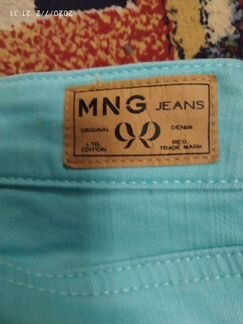 2020/7/2 21:31
MNG JEANS
ORIGINAL DENIM
LTD. REG.
EDITION TRADE MARK